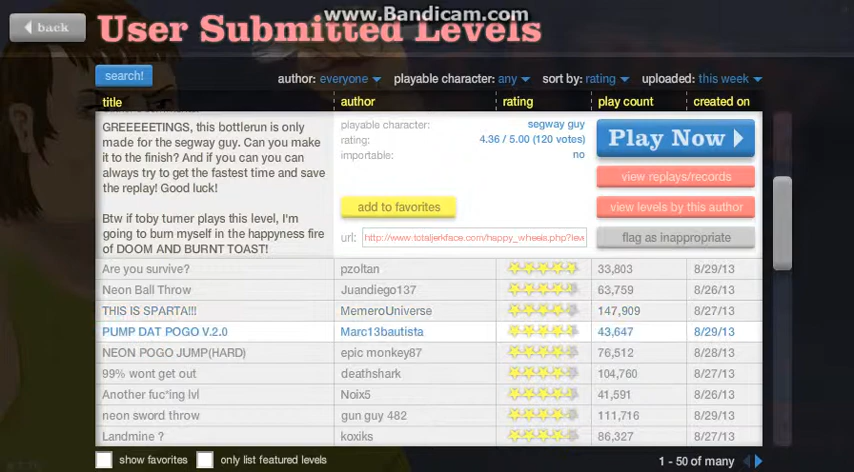 www.Bandicam.com
back
User Submitted Levels
search!
author: everyone playable character: any sort by: rating uploaded: this week
title author rating play count created on
GREEEEETINGS, this bottlerun is only
made for the segway guy. Can you make
it to the finish? And if you can you can
always try to get the fastest time and save
the replay! Good luck!
Btw if toby turner plays this level, I'm
going to burn myself in the happyness fire
of DOOM AND BURNT TOAST!
playable character: segway guy
rating: 4.36 / 5.00 (120 votes)
importable: no
add to favorites
url: http://www.totaljerkface.com/happy_wheels.php?lev
Play Now
view replays/records
view levels by this author
flag as inappropriate
Are you survive? pzoltan 33,803 8/29/13
Neon Ball Throw Juandiego137 63,759 8/26/13
THIS IS SPARTA!!! MemeroUniverse 147,909 8/27/13
PUMP DAT POGO V.2.0 Marc13bautista 43,647 8/29/13
NEON POGO JUMP(HARD) epic monkey87 76,512 8/28/13
99% wont get out deathshark 104,760 8/27/13
Another fuc*ing lvl Noix5 41,591 8/26/13
neon sword throw gun guy 482 111,716 8/29/13
Landmine ? koxiks 86,327 8/27/13
show favorites only list featured levels 1 - 50 of many